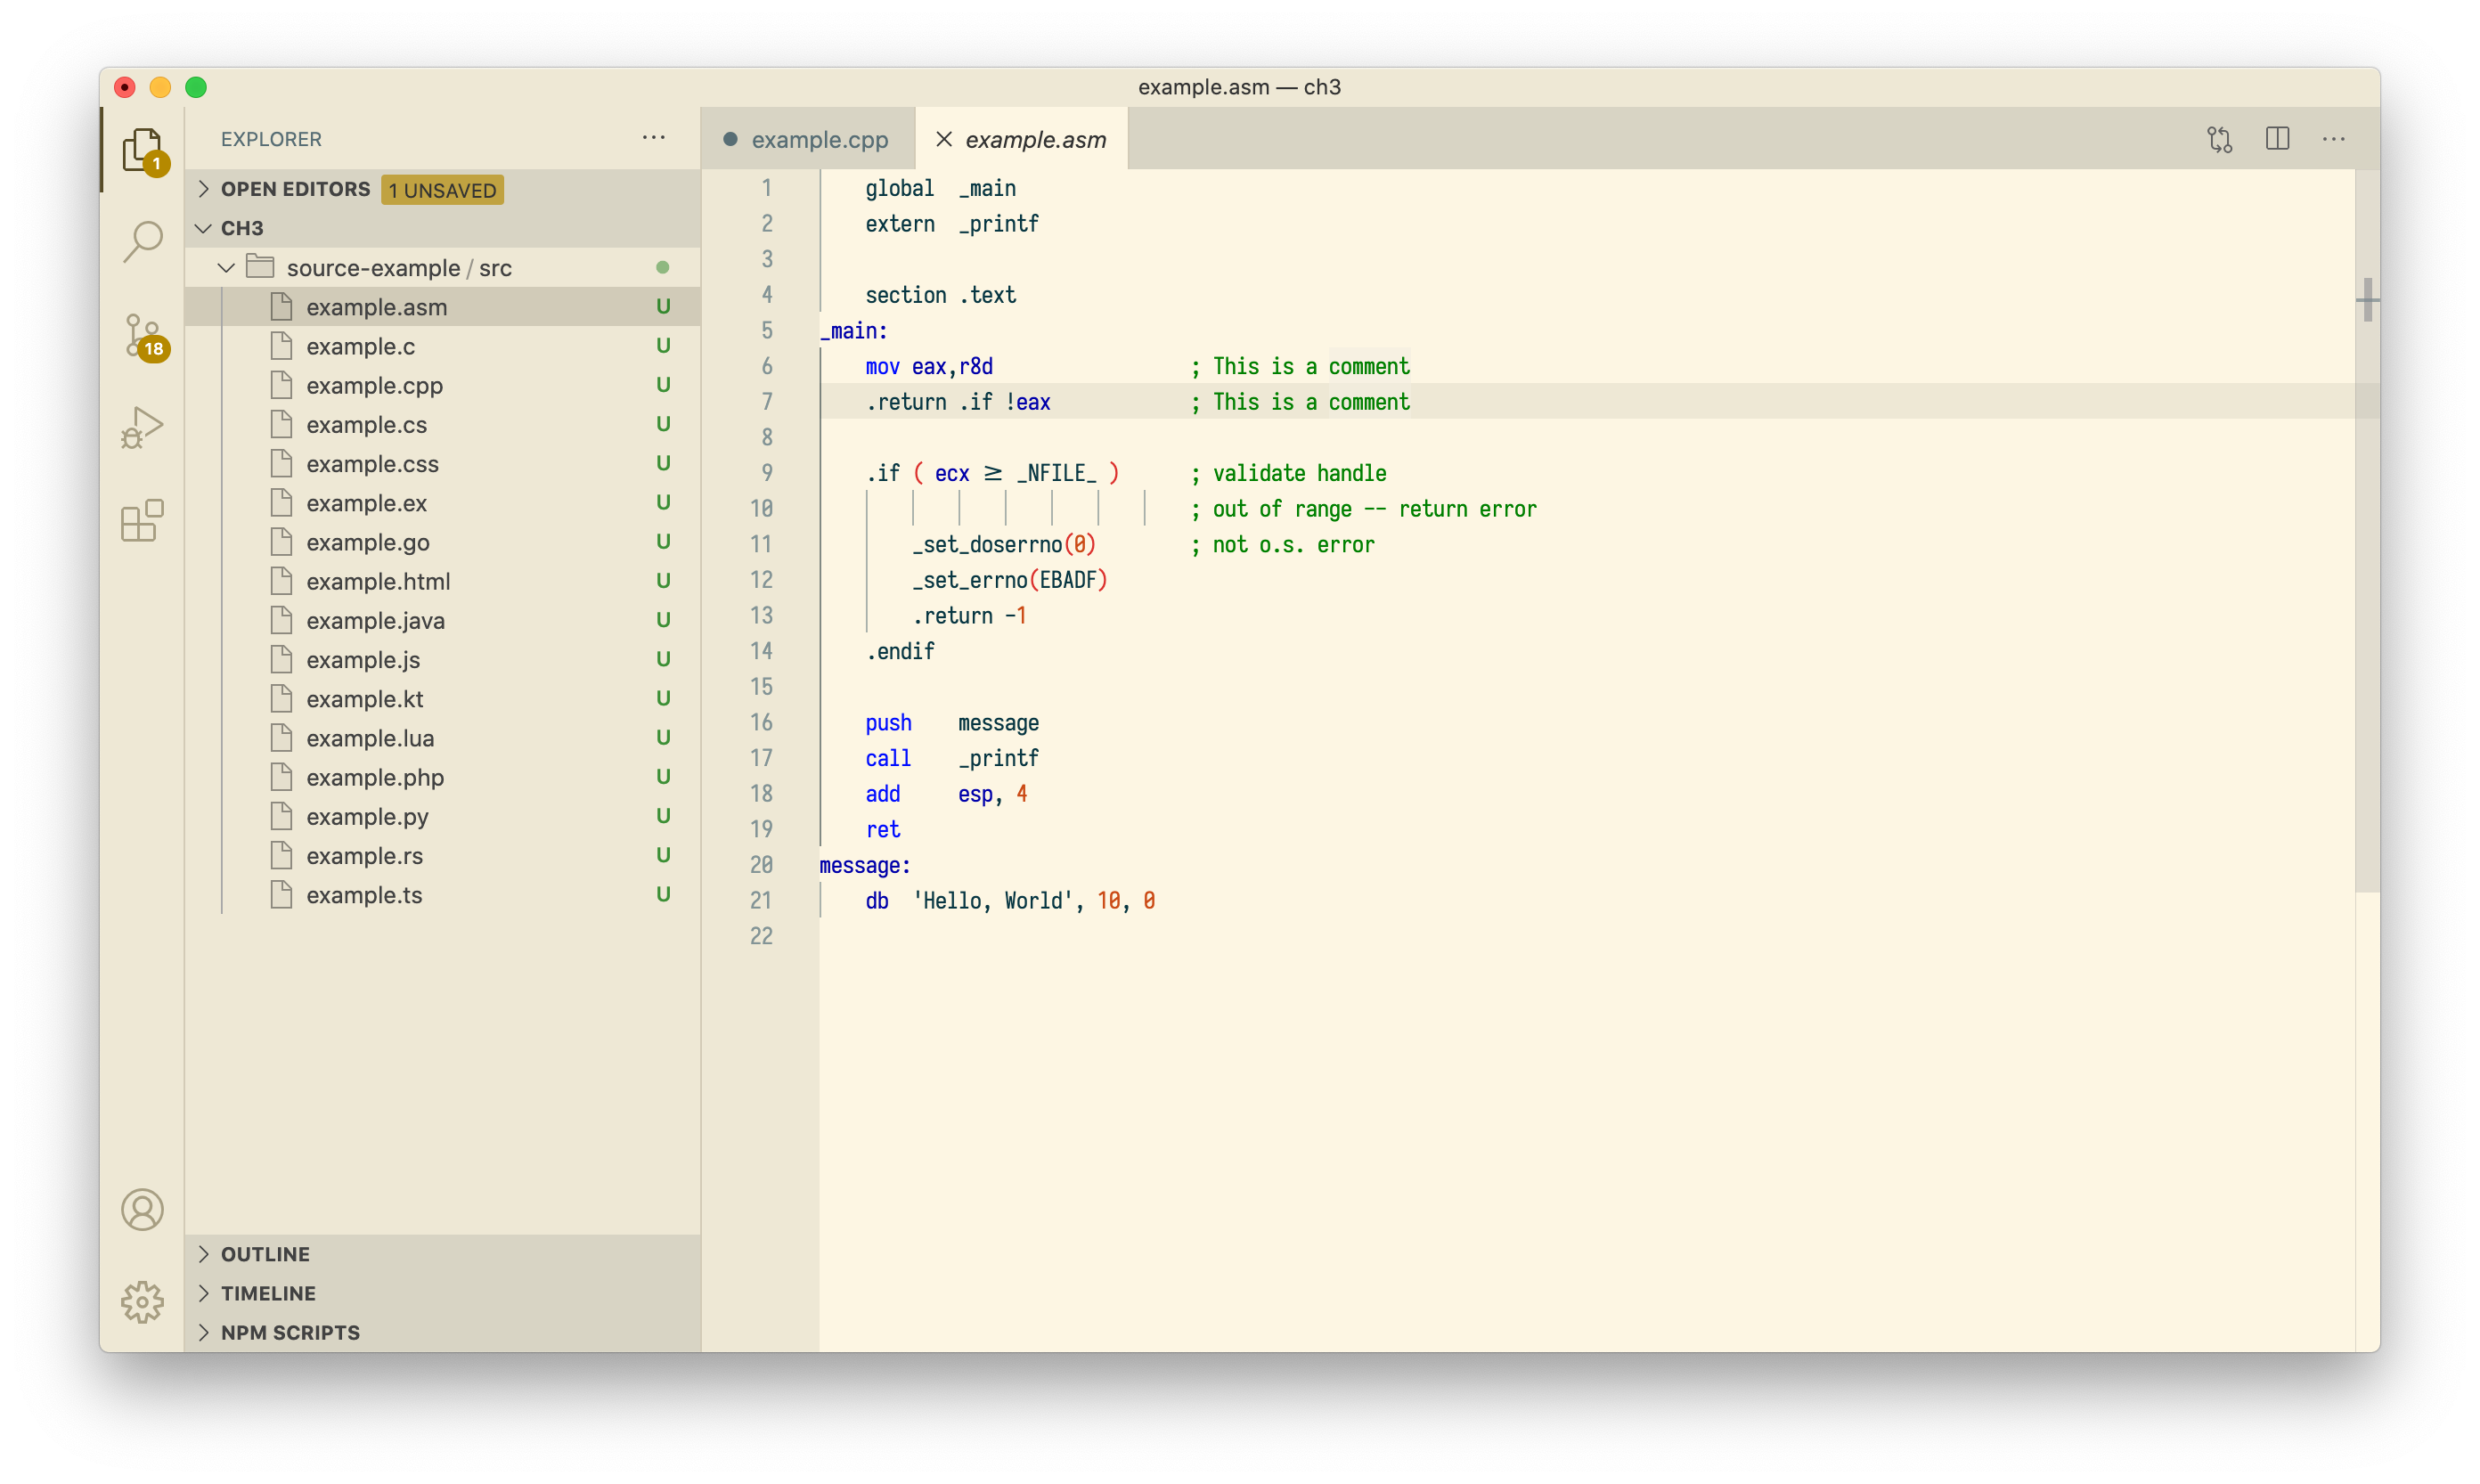 example.asm — ch3
1
18
EXPLORER
OPEN EDITORS 1 UNSAVED
CH3
source-example / src
example.asm U
example.c U
example.cpp U
example.cs U
example.css U
example.ex U
example.go U
example.html U
example.java U
example.js U
example.kt U
example.lua U
example.php U
example.py U
example.rs U
example.ts U
OUTLINE
TIMELINE
NPM SCRIPTS
example.cpp example.asm
1 global _main
2 extern _printf
3
4 section .text
5 _main:
6 mov eax,r8d ; This is a comment
7 .return .if !eax ; This is a comment
8
9 .if ( ecx ≥ _NFILE_ ) ; validate handle
10 ; out of range -- return error
11 _set_doserrno(0) ; not o.s. error
12 _set_errno(EBADF)
13 .return -1
14 .endif
15
16 push message
17 call _printf
18 add esp, 4
19 ret
20 message:
21 db 'Hello, World', 10, 0
22